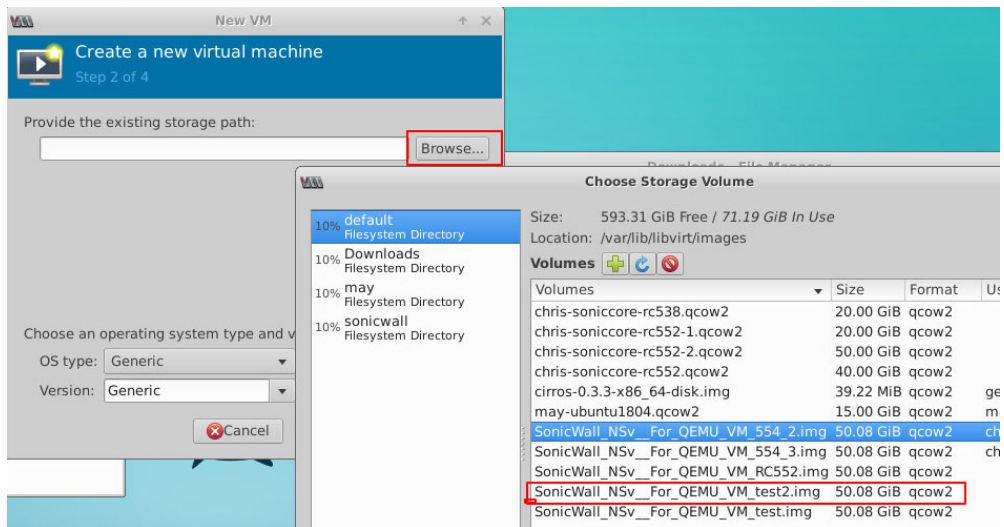 New VM
Create a new virtual machine
Step 2 of 4
Provide the existing storage path:
Browse...
Downloads - File Manager
Choose Storage Volume
10% default
Filesystem Directory
10% Downloads
Filesystem Directory
10% may
Filesystem Directory
10% sonicwall
Filesystem Directory
Size: 593.31 GiB Free / 71.19 GiB In Use
Location: /var/lib/libvirt/images
Volumes
Volumes Size Format Us
chris-soniccore-rc538.qcow2 20.00 GiB qcow2
chris-soniccore-rc552-1.qcow2 20.00 GiB qcow2
chris-soniccore-rc552-2.qcow2 50.00 GiB qcow2
chris-soniccore-rc552.qcow2 40.00 GiB qcow2
cirros-0.3.3-x86_64-disk.img 39.22 MiB qcow2 ge
may-ubuntu1804.qcow2 15.00 GiB qcow2 m
SonicWall_NSv__For_QEMU_VM_554_2.img 50.08 GiB qcow2 ch
SonicWall_NSv__For_QEMU_VM_554_3.img 50.08 GiB qcow2 ch
SonicWall_NSv__For_QEMU_VM_RC552.img 50.08 GiB qcow2
SonicWall_NSv__For_QEMU_VM_test2.img 50.08 GiB qcow2
SonicWall_NSv__For_QEMU_VM_test.img 50.08 GiB qcow2
Choose an operating system type and v
OS type: Generic
Version: Generic
Cancel